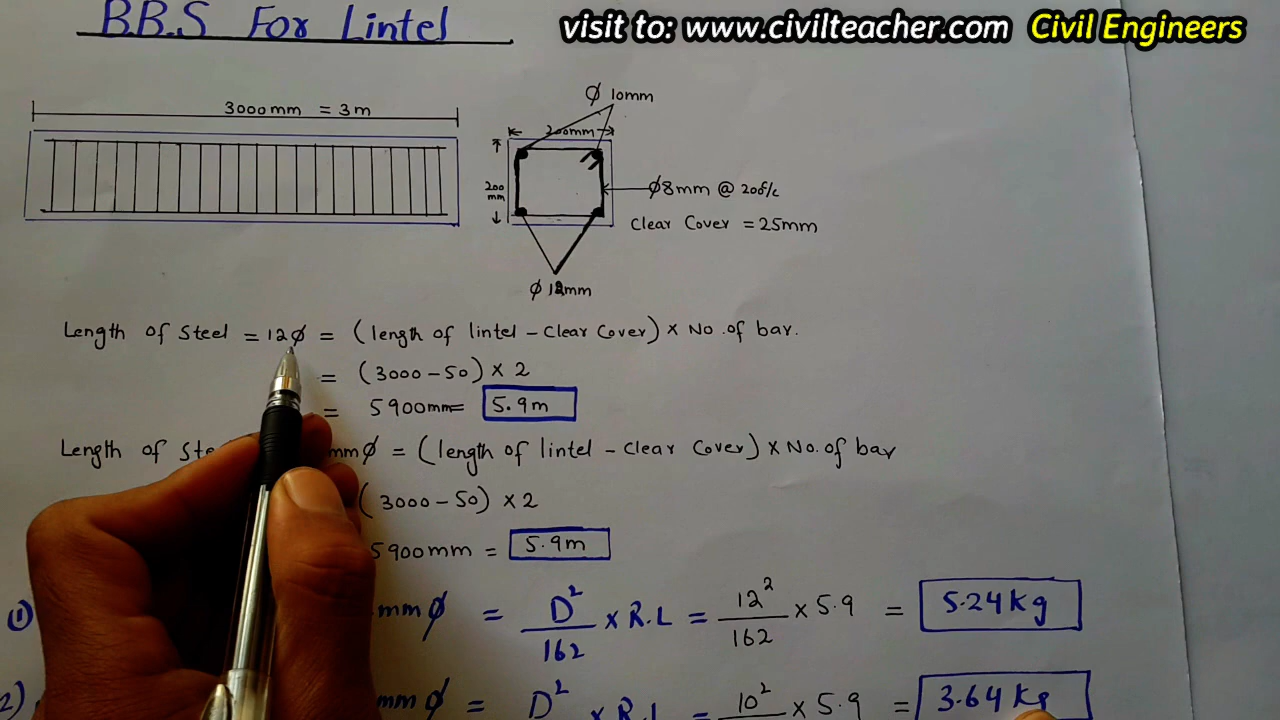 B.B.S For Lintel
visit to: www.civilteacher.com Civil Engineers
3000mm = 3m
ϕ 10mm
200mm
200 mm
ϕ8mm @ 20 c/c
Clear Cover = 25mm
ϕ 12mm
Length of Steel = 12ϕ = (length of lintel - Clear Cover) × No. of bar.
= (3000 - 50) × 2
= 5900mm = 5.9m
Length of mmϕ = (length of lintel - Clear Cover) × No. of bar
(3000 - 50) × 2
5900mm = 5.9m
① mmϕ = D²/162 × R.L = 12²/162 × 5.9 = 5.24 kg
2) mmϕ = D² × R.L = 10² × 5.9 = 3.64 kg